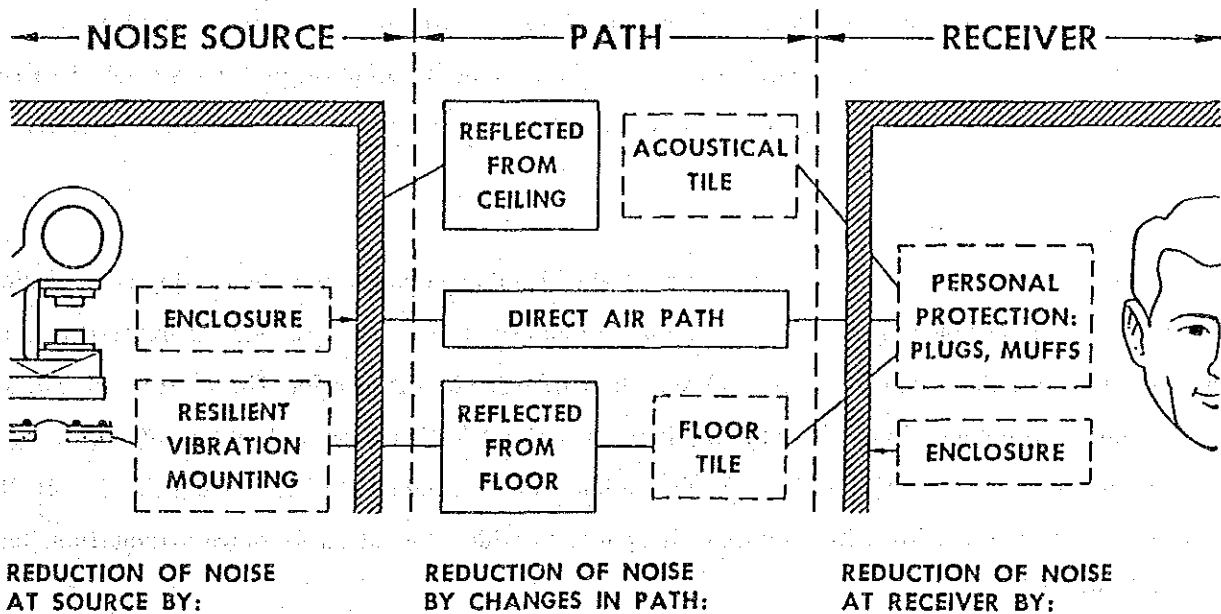 NOISE SOURCE
PATH
RECEIVER
REFLECTED
FROM
CEILING
ACOUSTICAL
TILE
ENCLOSURE
DIRECT AIR PATH
PERSONAL
PROTECTION:
PLUGS, MUFFS
RESILIENT
VIBRATION
MOUNTING
REFLECTED
FROM
FLOOR
FLOOR
TILE
ENCLOSURE
REDUCTION OF NOISE
AT SOURCE BY:
REDUCTION OF NOISE
BY CHANGES IN PATH:
REDUCTION OF NOISE
AT RECEIVER BY: